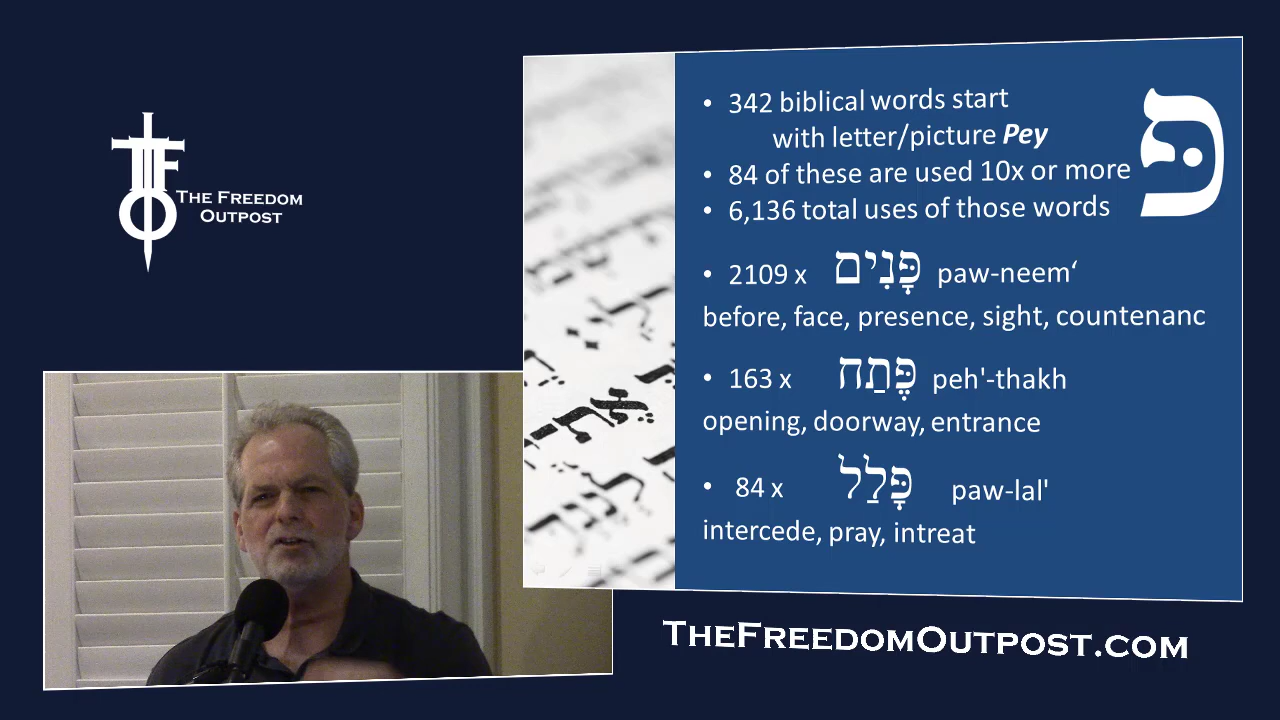 THE FREEDOM
OUTPOST
• 342 biblical words start
with letter/picture Pey
• 84 of these are used 10x or more
• 6,136 total uses of those words
פּ
• 2109 x פָּנִים paw-neem‘
before, face, presence, sight, countenanc
• 163 x פֶּתַח peh'-thakh
opening, doorway, entrance
• 84 x פָּלַל paw-lal'
intercede, pray, intreat
THEFREEDOMOUTPOST.COM